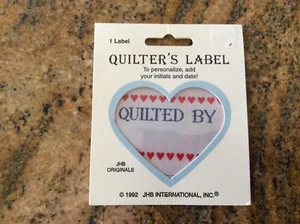 1 Label
QUILTER'S LABEL
To personalize, add
your initials and date!
QUILTED BY
JHB
ORIGINALS
© 1992 JHB INTERNATIONAL, INC.®